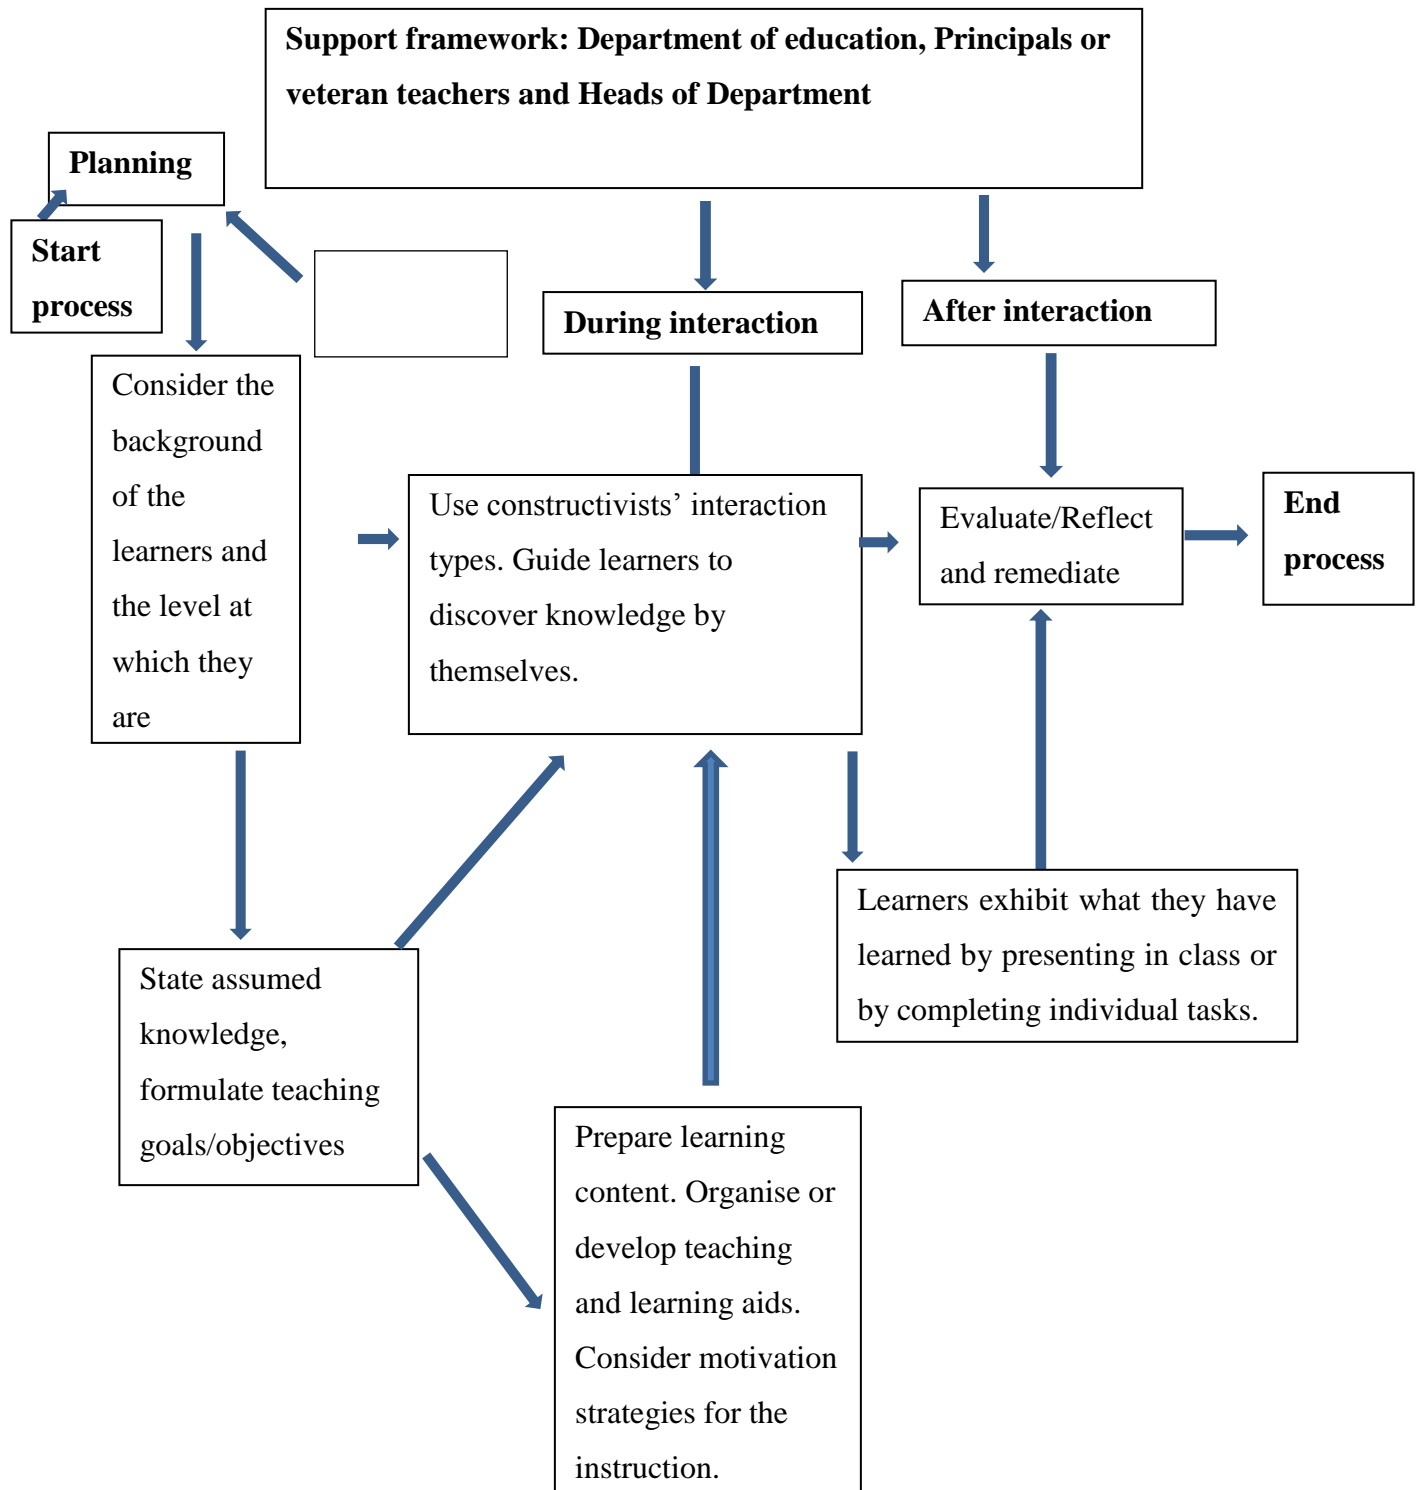 Support framework: Department of education, Principals or
veteran teachers and Heads of Department
Planning
Start
process
During interaction
After interaction
Consider the
background
of the
learners and
the level at
which they
are
Use constructivists’ interaction
types. Guide learners to
discover knowledge by
themselves.
Evaluate/Reflect
and remediate
End
process
Learners exhibit what they have
learned by presenting in class or
by completing individual tasks.
State assumed
knowledge,
formulate teaching
goals/objectives
Prepare learning
content. Organise or
develop teaching
and learning aids.
Consider motivation
strategies for the
instruction.